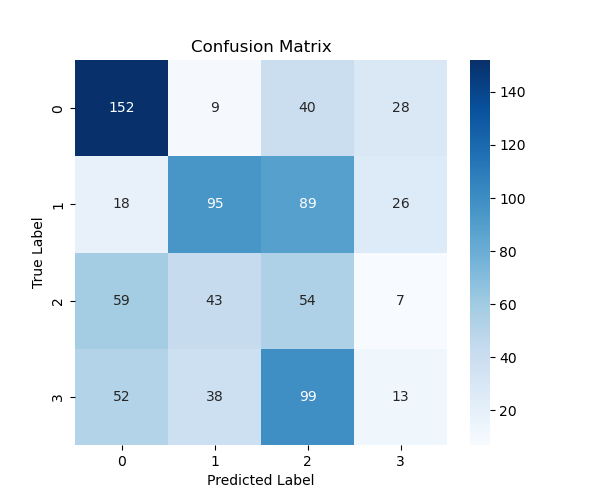 Confusion Matrix
0 152 9 40 28
1 18 95 89 26
2 59 43 54 7
3 52 38 99 13
0 1 2 3
True Label
Predicted Label
140
120
100
80
60
40
20